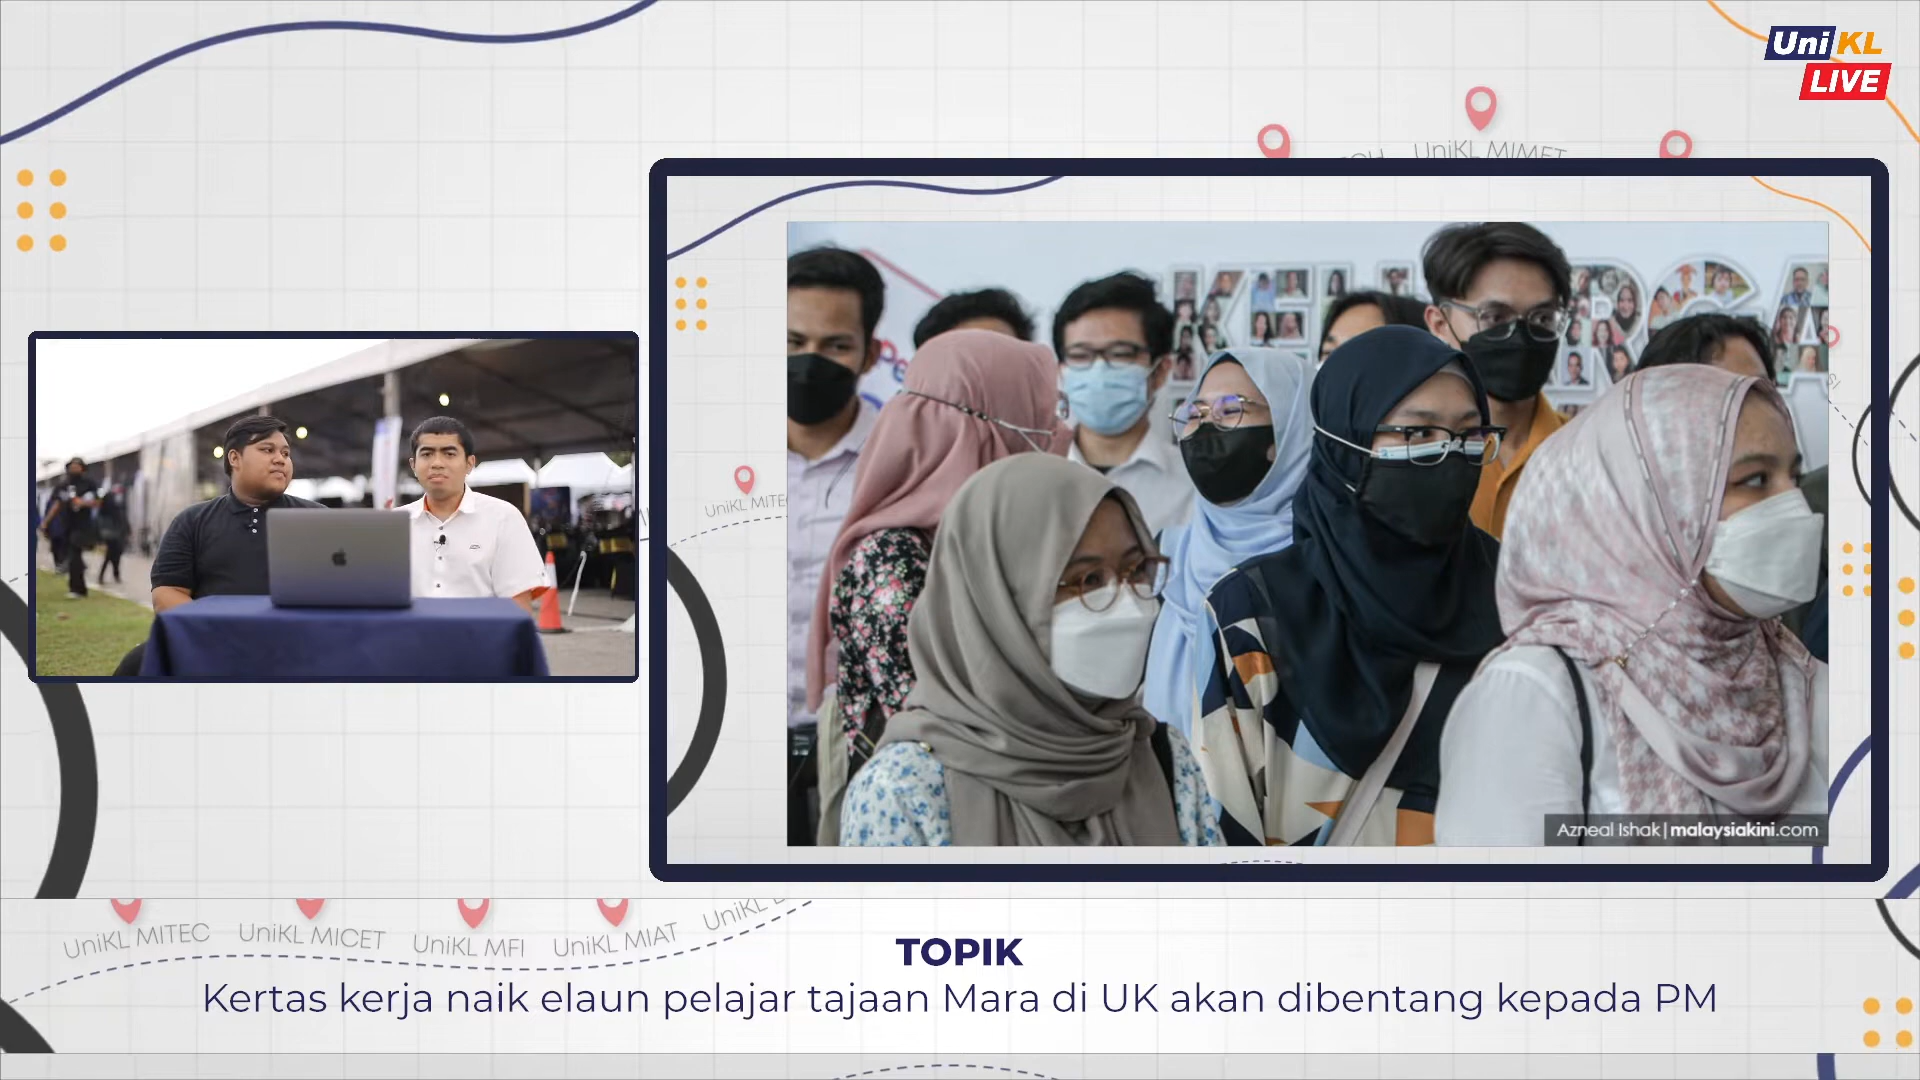 Uni KL
LIVE
UniKL MIMET
UniKL MITEC
Azneal Ishak | malaysiakini.com
UniKL MITEC
UniKL MICET
UniKL MFI
UniKL MIAT
UniKL
TOPIK
Kertas kerja naik elaun pelajar tajaan Mara di UK akan dibentang kepada PM